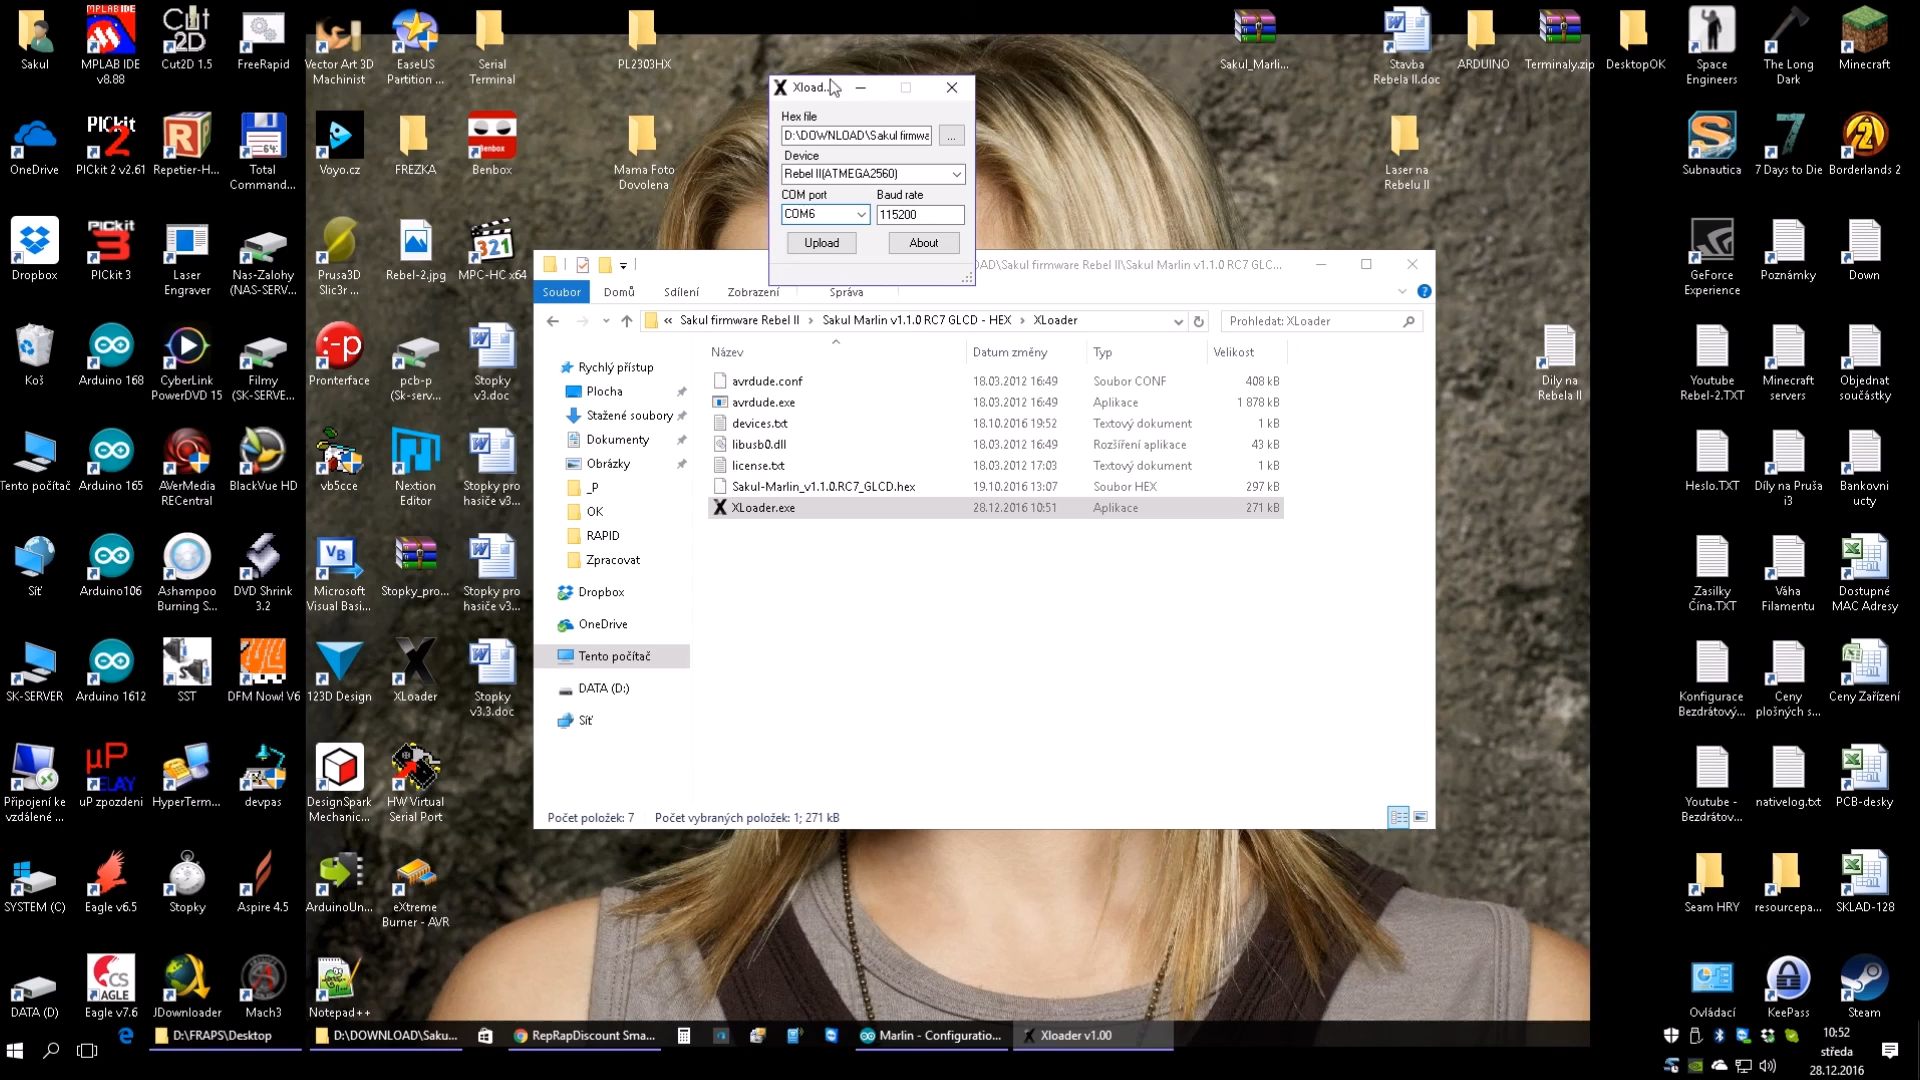 Sakul
MPLAB IDE v8.88
Cut2D 1.5
FreeRapid
Vector Art 3D Machinist
EaseUS Partition ...
Serial Terminal
PL2303HX
Sakul_Marli...
Stavba Rebela II.doc
ARDUINO
Terminaly.zip
DesktopOK
Space Engineers
The Long Dark
Minecraft
OneDrive
PICkit 2 v2.61
Repetier-H...
Total Command...
Voyo.cz
FREZKA
Benbox
Mama Foto Dovolena
Laser na Rebelu II
Subnautica
7 Days to Die
Borderlands 2
Dropbox
PICkit 3
Laser Engraver
Nas-Zalohy (NAS-SERV...
Prusa3D Slic3r ...
Rebel-2.jpg
MPC-HC x64
GeForce Experience
Poznámky
Down
Koš
Arduino 168
CyberLink PowerDVD 15
Filmy (SK-SERVE...
Pronterface
pcb-p (Sk-serv...
Stopky v3.doc
Díly na Rebela II
Youtube Rebel-2.TXT
Minecraft servers
Objednat součástky
Tento počítač
Arduino 165
AVerMedia RECentral
BlackVue HD
vb5cce
Nextion Editor
Stopky pro hasiče v3...
Heslo.TXT
Díly na Pruša i3
Bankovni ucty
Síť
Arduino106
Ashampoo Burning S...
DVD Shrink 3.2
Microsoft Visual Basi...
Stopky_pro...
Stopky pro hasiče v3...
Zasilky Čína.TXT
Váha Filamentu
Dostupné MAC Adresy
SK-SERVER
Arduino 1612
SST
DFM Now! V6
123D Design
XLoader
Stopky v3.3.doc
Konfigurace Bezdrátový...
Ceny plošných s...
Ceny Zařízení
Připojení ke vzdálené ...
uP zpozdeni
HyperTerm...
devpas
DesignSpark Mechanic...
HW Virtual Serial Port
Youtube - Bezdrátov...
nativelog.txt
PCB-desky
SYSTEM (C)
Eagle v6.5
Stopky
Aspire 4.5
ArduinoUn...
eXtreme Burner - AVR
Seam HRY
resourcepa...
SKLAD-128
DATA (D)
Eagle v7.6
JDownloader
Mach3
Notepad++
Ovládací
KeePass
Steam
Xload...
Hex file
D:\DOWNLOAD\Sakul firmwa
...
Device
Rebel II(ATMEGA2560)
COM port
Baud rate
COM6
115200
Upload
About
OAD\Sakul firmware Rebel II\Sakul Marlin v1.1.0 RC7 GLC...
Soubor
Domů
Sdílení
Zobrazení
Správa
« Sakul firmware Rebel II › Sakul Marlin v1.1.0 RC7 GLCD - HEX › XLoader
Prohledat: XLoader
Název
Datum změny
Typ
Velikost
avrdude.conf 18.03.2012 16:49 Soubor CONF 408 kB
avrdude.exe 18.03.2012 16:49 Aplikace 1 878 kB
devices.txt 18.10.2016 19:52 Textový dokument 1 kB
libusb0.dll 18.03.2012 16:49 Rozšíření aplikace 43 kB
license.txt 18.03.2012 17:03 Textový dokument 1 kB
Sakul-Marlin_v1.1.0.RC7_GLCD.hex 19.10.2016 13:07 Soubor HEX 297 kB
XLoader.exe 28.12.2016 10:51 Aplikace 271 kB
Rychlý přístup
Plocha
Stažené soubory
Dokumenty
Obrázky
_P
OK
RAPID
Zpracovat
Dropbox
OneDrive
Tento počítač
DATA (D:)
Síť
Počet položek: 7
Počet vybraných položek: 1; 271 kB
D:\FRAPS\Desktop
D:\DOWNLOAD\Saku...
RepRapDiscount Sma...
Marlin - Configuratio...
Xloader v1.00
10:52
středa
28.12.2016